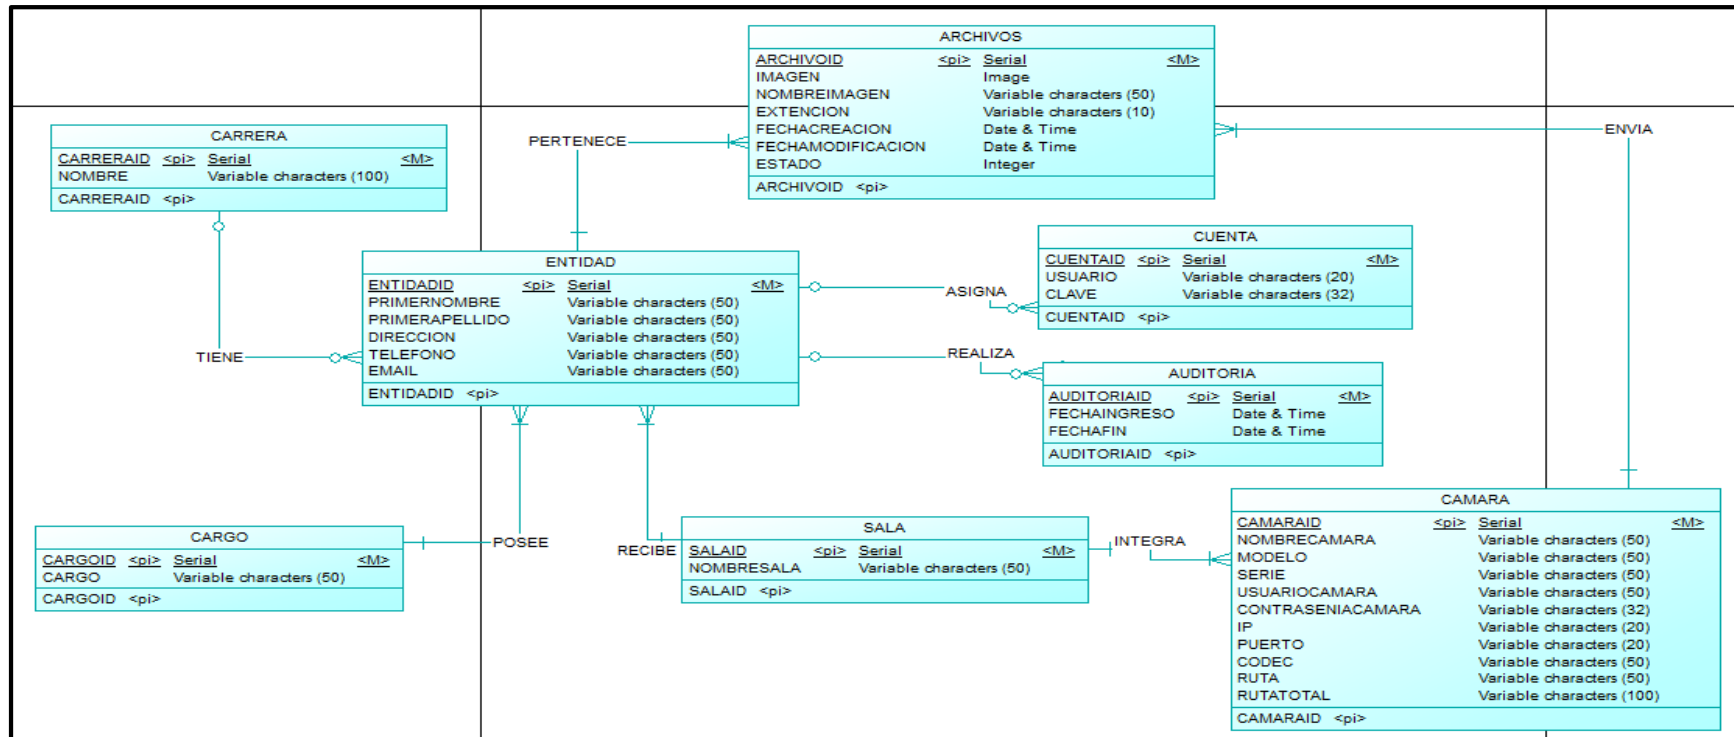 ARCHIVOS
ARCHIVOID <pi> Serial <M>
IMAGEN Image
NOMBREIMAGEN Variable characters (50)
EXTENCION Variable characters (10)
FECHACREACION Date & Time
FECHAMODIFICACION Date & Time
ESTADO Integer
ARCHIVOID <pi>
CARRERA
CARRERAID <pi> Serial <M>
NOMBRE Variable characters (100)
CARRERAID <pi>
PERTENECE
ENVIA
ENTIDAD
ENTIDADID <pi> Serial <M>
PRIMERNOMBRE Variable characters (50)
PRIMERAPELLIDO Variable characters (50)
DIRECCION Variable characters (50)
TELEFONO Variable characters (50)
EMAIL Variable characters (50)
ENTIDADID <pi>
CUENTA
CUENTAID <pi> Serial <M>
USUARIO Variable characters (20)
CLAVE Variable characters (32)
CUENTAID <pi>
ASIGNA
TIENE
REALIZA
AUDITORIA
AUDITORIAID <pi> Serial <M>
FECHAINGRESO Date & Time
FECHAFIN Date & Time
AUDITORIAID <pi>
CARGO
CARGOID <pi> Serial <M>
CARGO Variable characters (50)
CARGOID <pi>
POSEE
RECIBE
SALA
SALAID <pi> Serial <M>
NOMBRESALA Variable characters (50)
SALAID <pi>
INTEGRA
CAMARA
CAMARAID <pi> Serial <M>
NOMBRECAMARA Variable characters (50)
MODELO Variable characters (50)
SERIE Variable characters (50)
USUARIOCAMARA Variable characters (50)
CONTRASENIACAMARA Variable characters (32)
IP Variable characters (20)
PUERTO Variable characters (20)
CODEC Variable characters (50)
RUTA Variable characters (50)
RUTATOTAL Variable characters (100)
CAMARAID <pi>